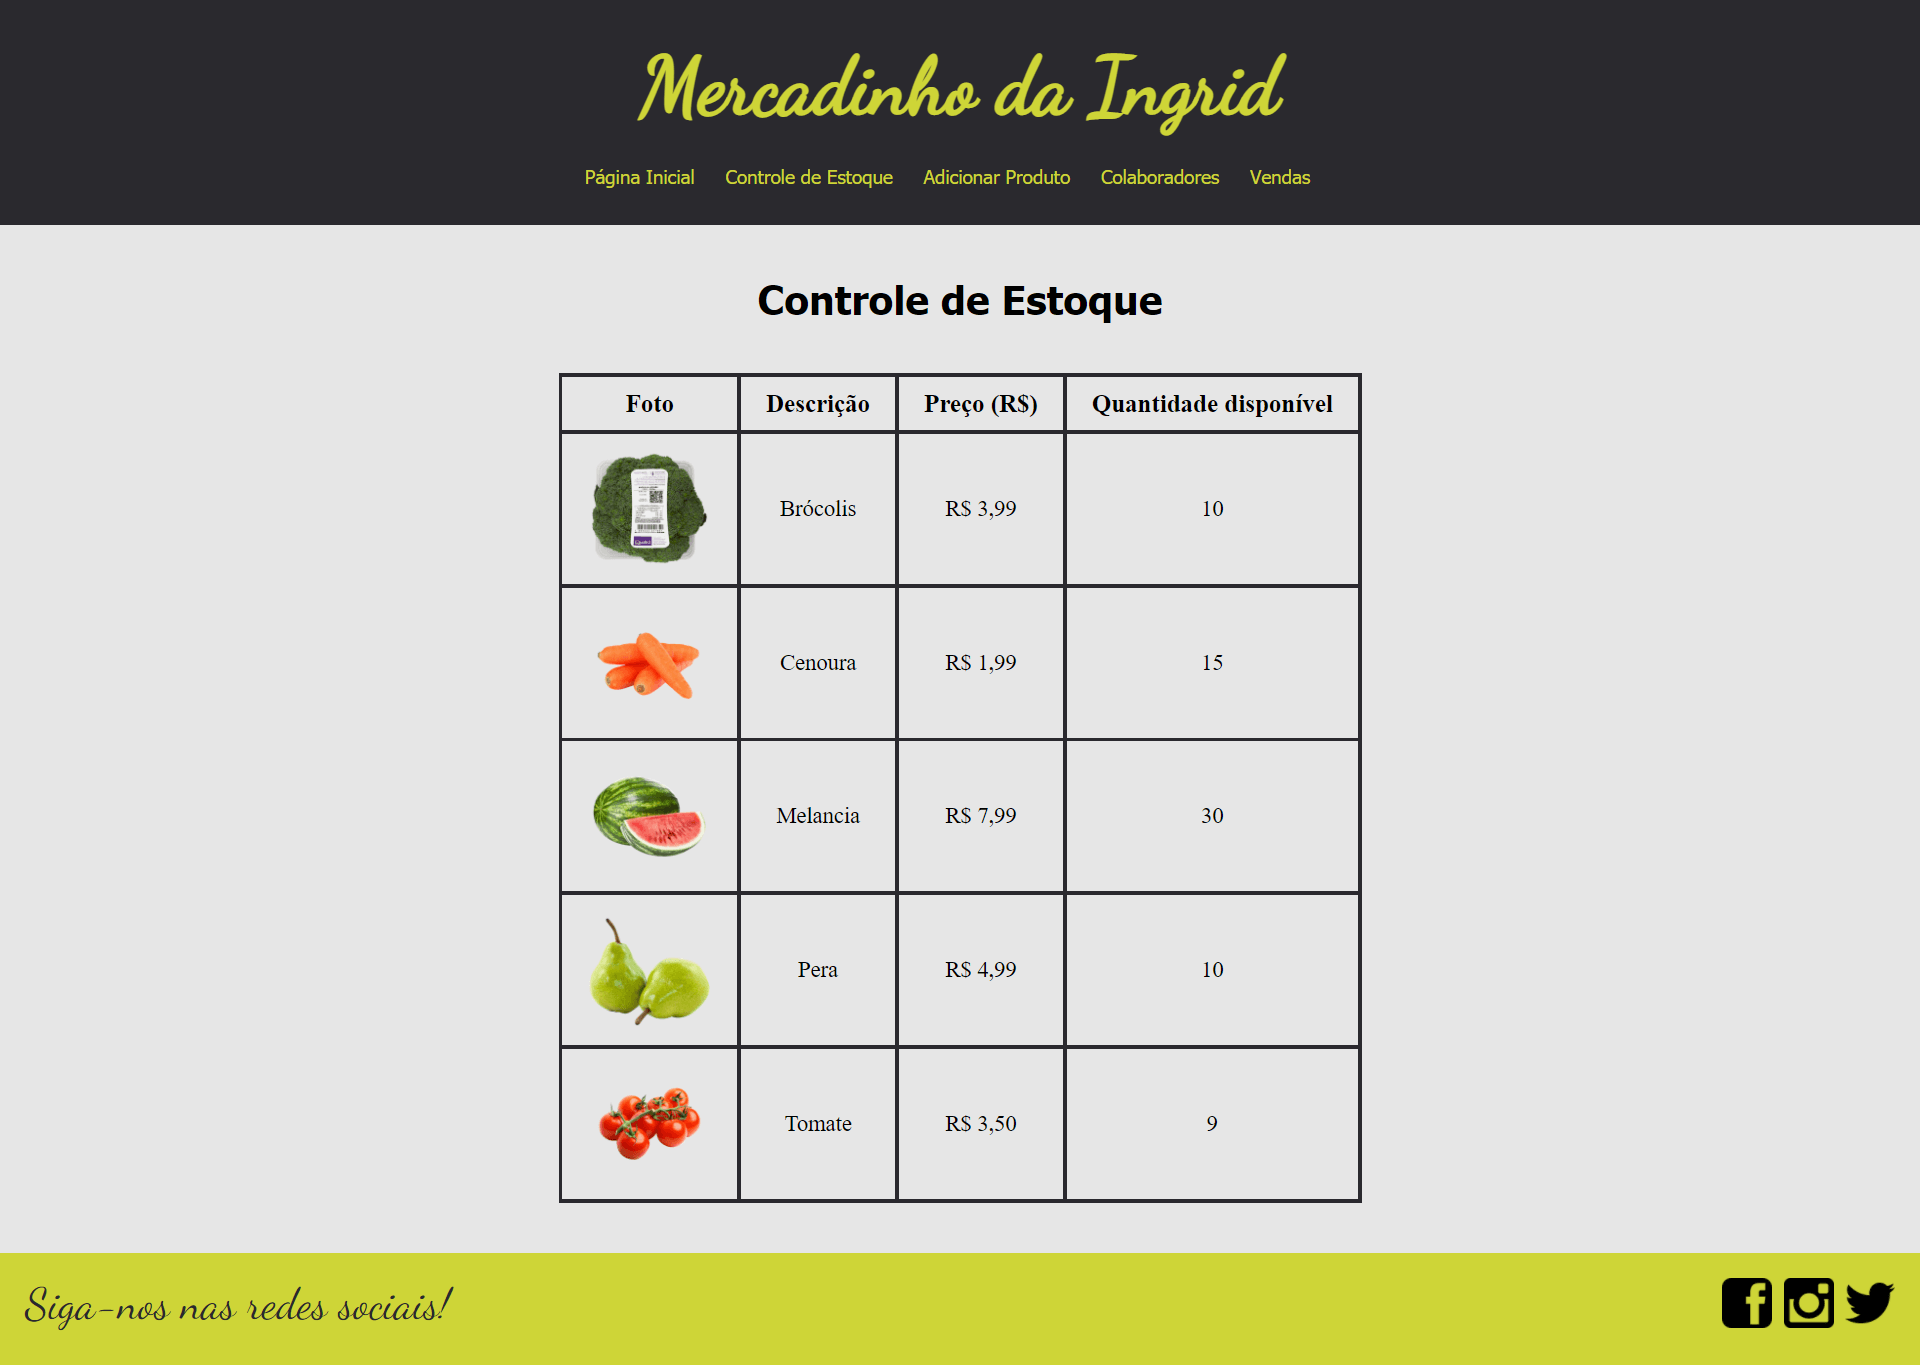 Mercadinho da Ingrid
Página Inicial Controle de Estoque Adicionar Produto Colaboradores Vendas
Controle de Estoque
Foto Descrição Preço (R$) Quantidade disponível
Brócolis R$ 3,99 10
Cenoura R$ 1,99 15
Melancia R$ 7,99 30
Pera R$ 4,99 10
Tomate R$ 3,50 9
Siga-nos nas redes sociais!